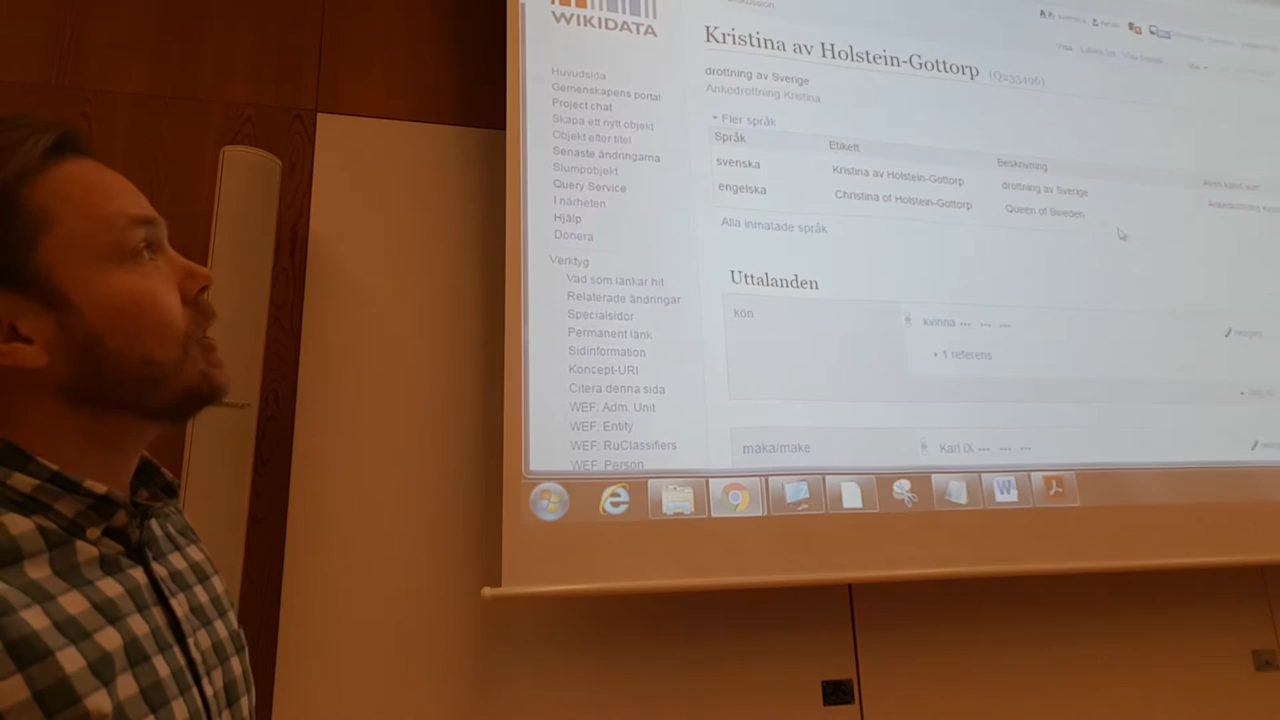 WIKIDATA
Huvudsida
Gemenskapens portal
Project chat
Skapa ett nytt objekt
Objekt efter titel
Senaste ändringarna
Slumpobjekt
Query Service
I närheten
Hjälp
Donera
Verktyg
Vad som länkar hit
Relaterade ändringar
Specialsidor
Permanent länk
Sidinformation
Koncept-URI
Citera denna sida
WEF: Adm. Unit
WEF: Entity
WEF: RuClassifiers
WEF: Person
Kristina av Holstein-Gottorp (Q233496)
drottning av Sverige
Änkedrottning Kristina
Fler språk
Språk Etikett Beskrivning
svenska Kristina av Holstein-Gottorp drottning av Sverige
engelska Christina of Holstein-Gottorp Queen of Sweden
Alla inmatade språk
Uttalanden
kön kvinna
1 referens
maka/make Karl IX